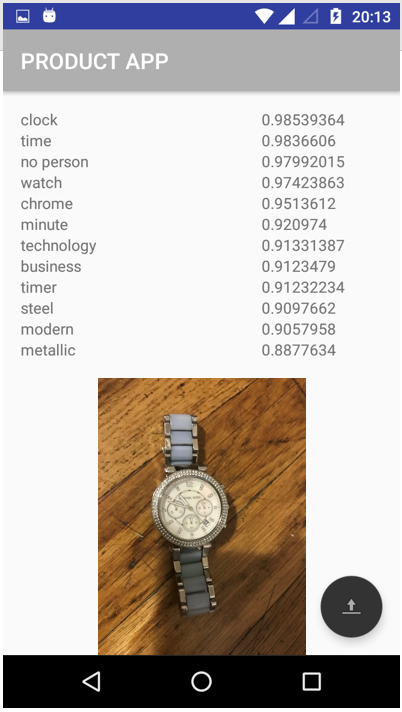 20:13
PRODUCT APP
clock 0.98539364
time 0.9836606
no person 0.97992015
watch 0.97423863
chrome 0.9513612
minute 0.920974
technology 0.91331387
business 0.9123479
timer 0.91232234
steel 0.9097662
modern 0.9057958
metallic 0.8877634